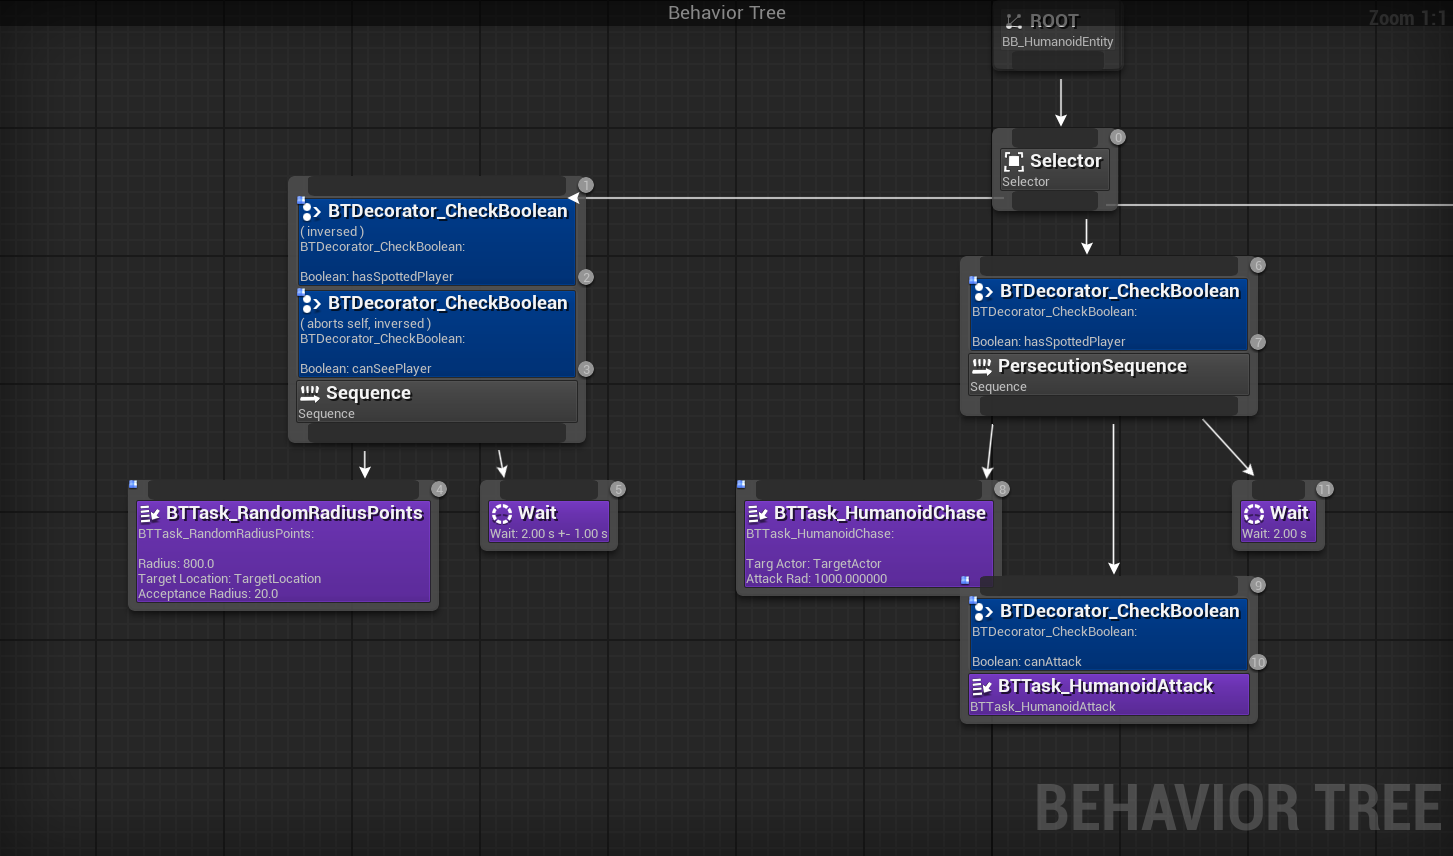 Behavior Tree
Zoom 1:1
ROOT
BB_HumanoidEntity
0
Selector
Selector
1
BTDecorator_CheckBoolean
( inversed )
BTDecorator_CheckBoolean:
Boolean: hasSpottedPlayer
2
BTDecorator_CheckBoolean
( aborts self, inversed )
BTDecorator_CheckBoolean:
Boolean: canSeePlayer
3
Sequence
Sequence
4
BTTask_RandomRadiusPoints
BTTask_RandomRadiusPoints:
Radius: 800.0
Target Location: TargetLocation
Acceptance Radius: 20.0
5
Wait
Wait: 2.00 s +- 1.00 s
6
BTDecorator_CheckBoolean
BTDecorator_CheckBoolean:
Boolean: hasSpottedPlayer
7
PersecutionSequence
Sequence
8
BTTask_HumanoidChase
BTTask_HumanoidChase:
Targ Actor: TargetActor
Attack Rad: 1000.000000
9
BTDecorator_CheckBoolean
BTDecorator_CheckBoolean:
Boolean: canAttack
10
BTTask_HumanoidAttack
BTTask_HumanoidAttack
11
Wait
Wait: 2.00 s
BEHAVIOR TREE